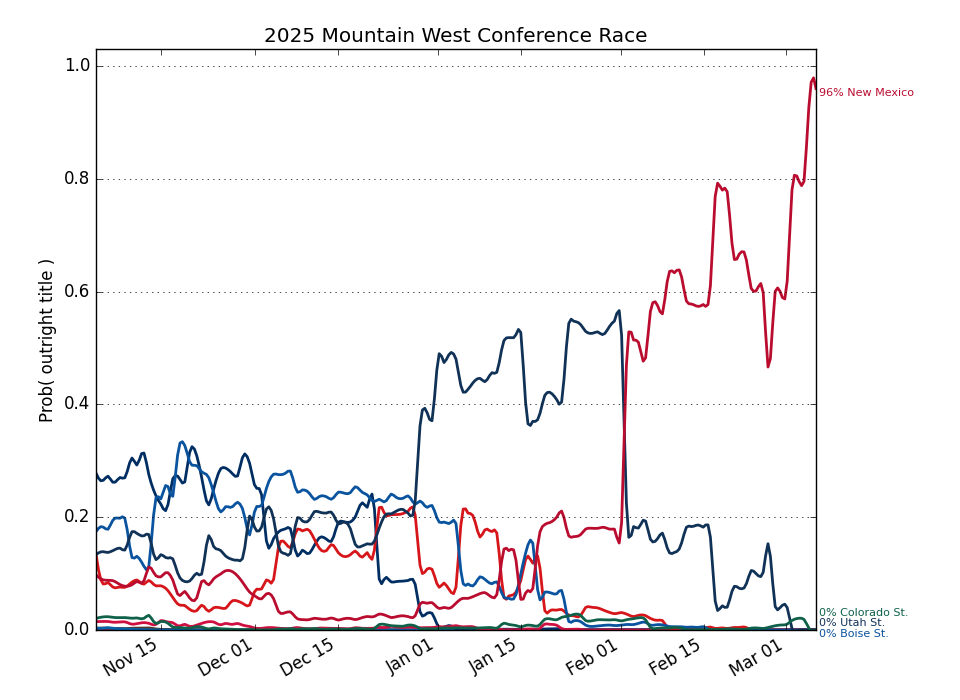 2025 Mountain West Conference Race
1.0
96% New Mexico
0.8
0.6
Prob( outright title )
0.4
0.2
0% Colorado St.
0% Utah St.
0.0
0% Boise St.
Nov 15
Dec 01
Dec 15
Jan 01
Jan 15
Feb 01
Feb 15
Mar 01